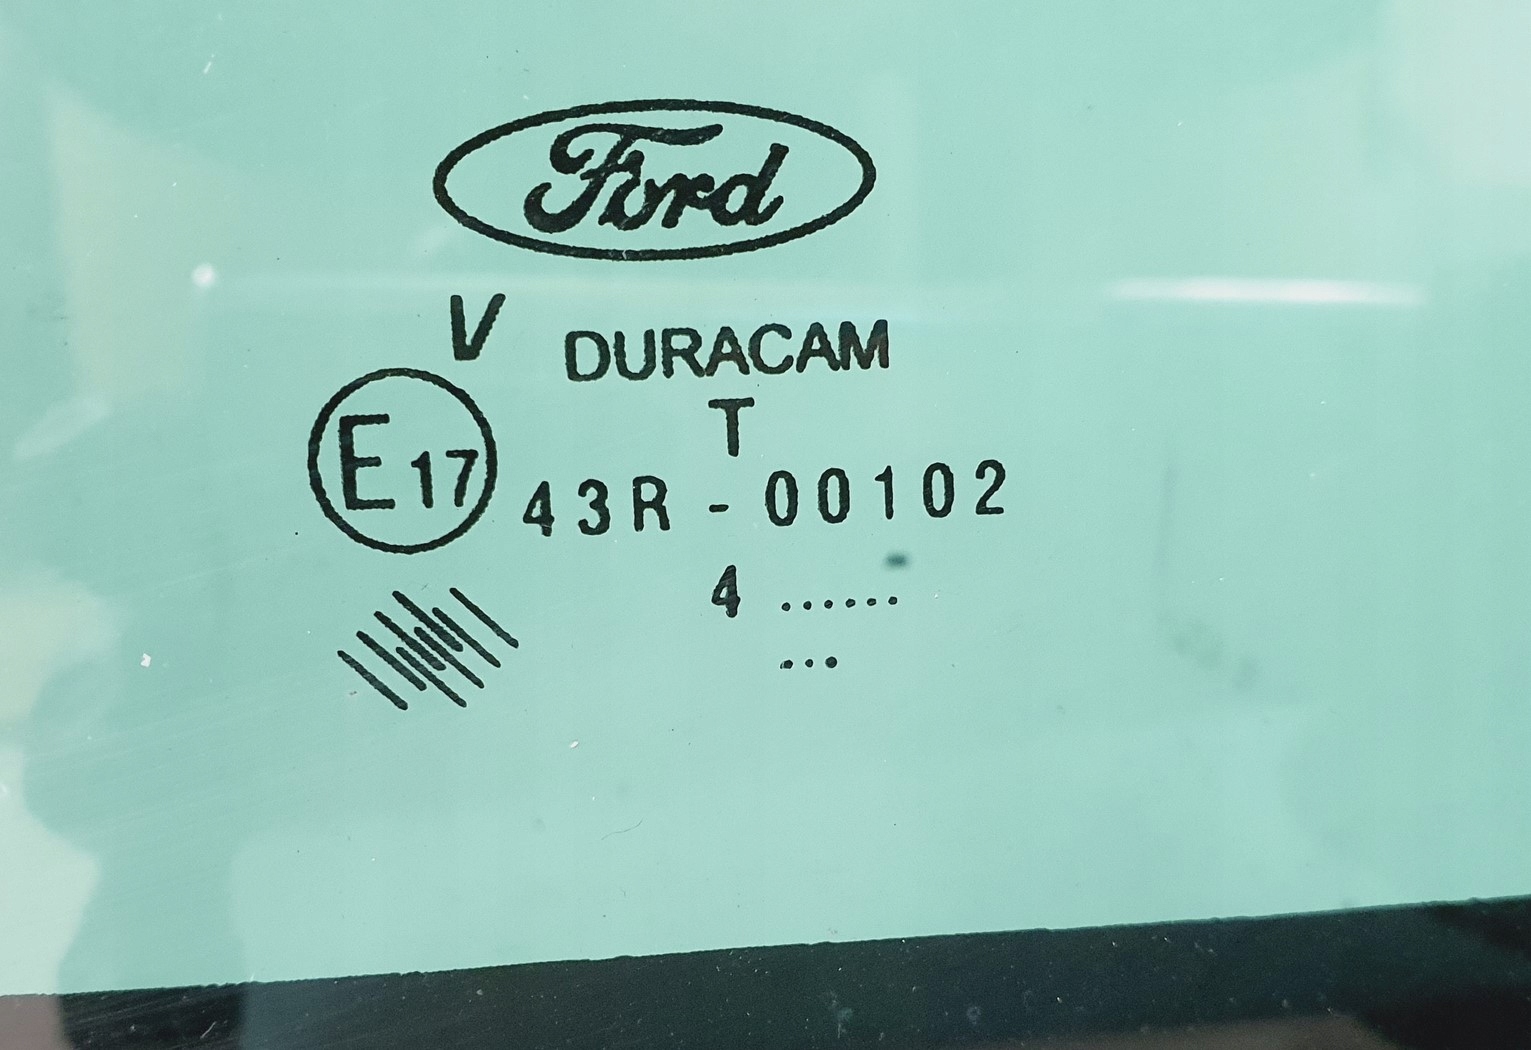 Ford
V DURACAM
T
E17 43R-00102
4 ......
...